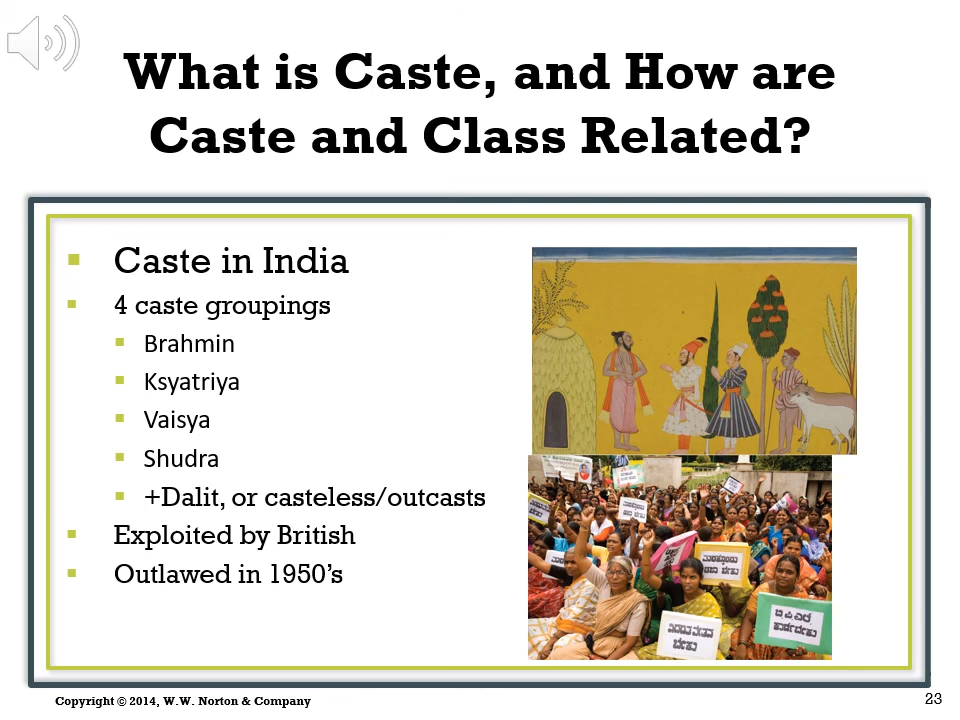 What is Caste, and How are
Caste and Class Related?
Caste in India
4 caste groupings
Brahmin
Ksyatriya
Vaisya
Shudra
+Dalit, or casteless/outcasts
Exploited by British
Outlawed in 1950's
ಬೇಕು
ಬಿ.ಪಿ.ಎಲ್
Copyright © 2014, W.W. Norton & Company
23